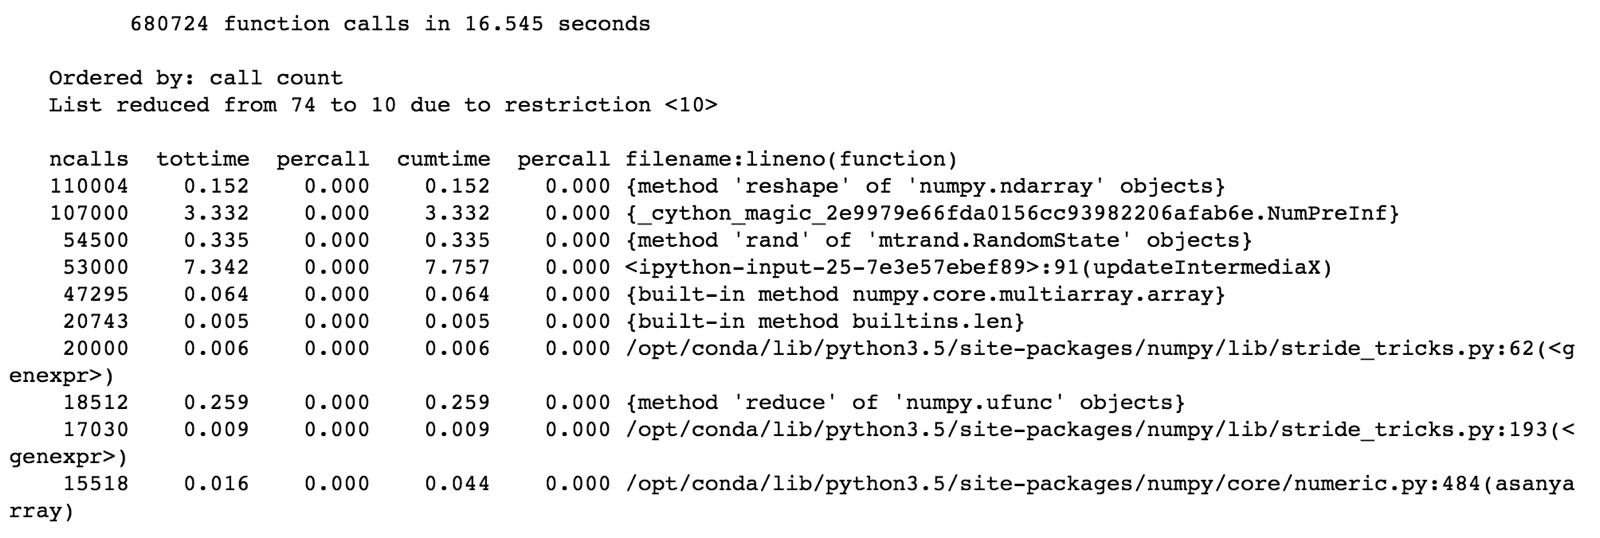 680724 function calls in 16.545 seconds
Ordered by: call count
List reduced from 74 to 10 due to restriction <10>
ncalls  tottime  percall  cumtime  percall filename:lineno(function)
110004    0.152    0.000    0.152    0.000 {method 'reshape' of 'numpy.ndarray' objects}
107000    3.332    0.000    3.332    0.000 {_cython_magic_2e9979e66fda0156cc93982206afab6e.NumPreInf}
54500    0.335    0.000    0.335    0.000 {method 'rand' of 'mtrand.RandomState' objects}
53000    7.342    0.000    7.757    0.000 <ipython-input-25-7e3e57ebef89>:91(updateIntermediaX)
47295    0.064    0.000    0.064    0.000 {built-in method numpy.core.multiarray.array}
20743    0.005    0.000    0.005    0.000 {built-in method builtins.len}
20000    0.006    0.000    0.006    0.000 /opt/conda/lib/python3.5/site-packages/numpy/lib/stride_tricks.py:62(<g
enexpr>)
18512    0.259    0.000    0.259    0.000 {method 'reduce' of 'numpy.ufunc' objects}
17030    0.009    0.000    0.009    0.000 /opt/conda/lib/python3.5/site-packages/numpy/lib/stride_tricks.py:193(<
genexpr>)
15518    0.016    0.000    0.044    0.000 /opt/conda/lib/python3.5/site-packages/numpy/core/numeric.py:484(asanya
rray)